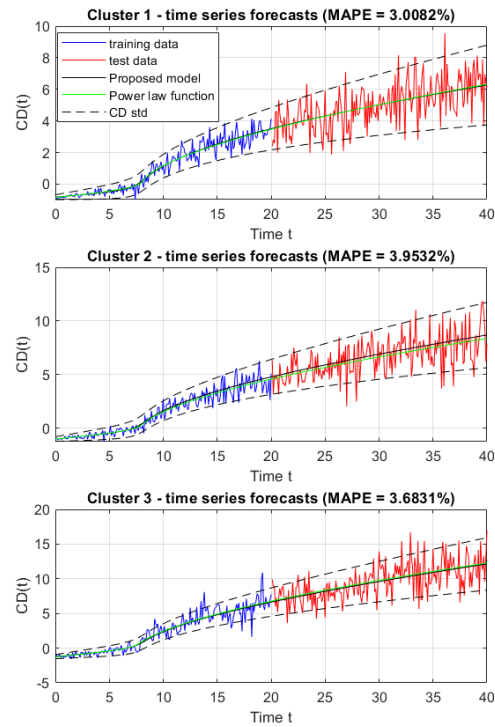 Cluster 1 - time series forecasts (MAPE = 3.0082%)
10
8
6
4
2
0
CD(t)
training data
test data
Proposed model
Power law function
CD std
0 5 10 15 20 25 30 35 40
Time t
Cluster 2 - time series forecasts (MAPE = 3.9532%)
15
10
5
0
CD(t)
0 5 10 15 20 25 30 35 40
Time t
Cluster 3 - time series forecasts (MAPE = 3.6831%)
20
15
10
5
0
-5
CD(t)
0 5 10 15 20 25 30 35 40
Time t